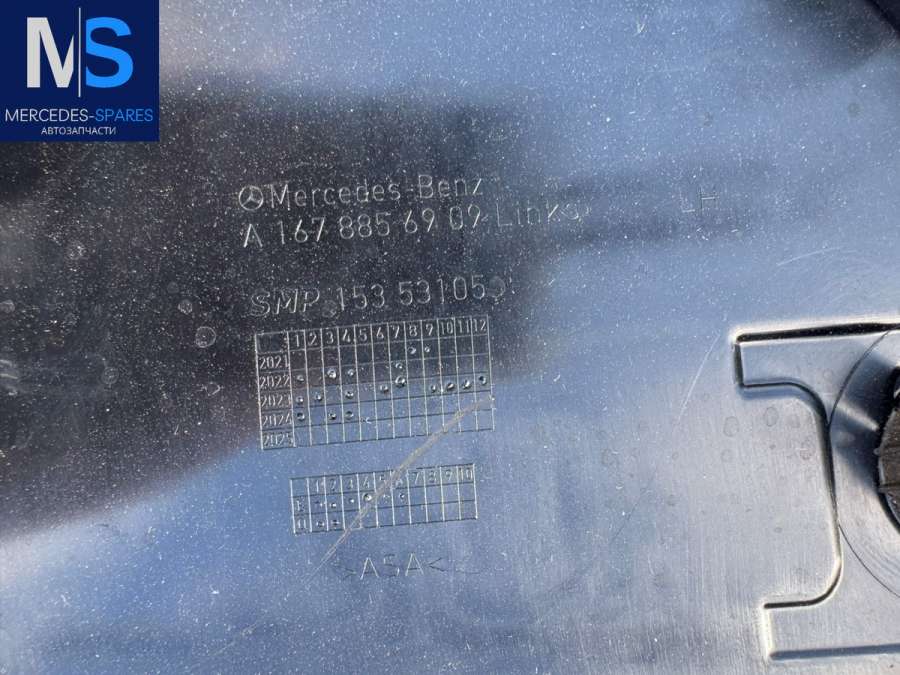 MS
MERCEDES-SPARES
АВТОЗАПЧАСТИ
Mercedes-Benz
A 167 885 69 09 Links
LH
SMP 153 53105
1 2 3 4 5 6 7 8 9 10 11 12
2021
2022
2023
2024
2025
1 2 3 4 5 6 7 8 9 10
>ASA<